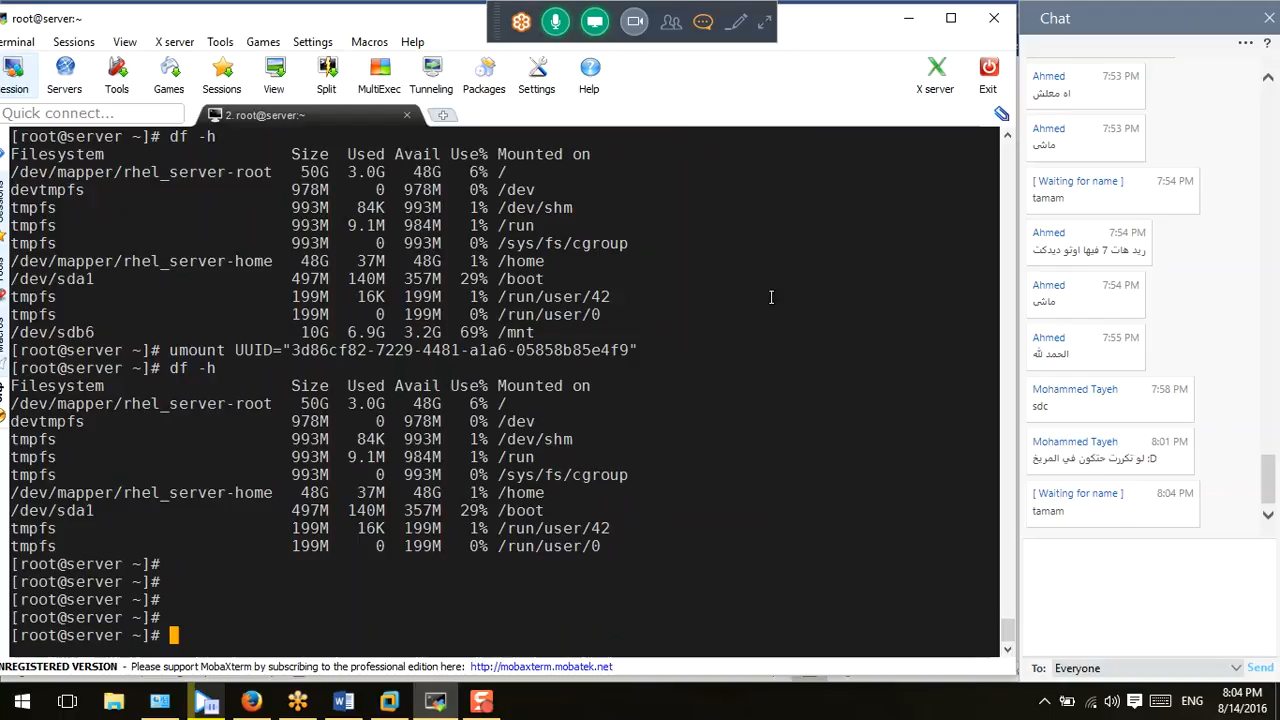 root@server:~
Chat
erminal Sessions View X server Tools Games Settings Macros Help
ession Servers Tools Games Sessions View Split MultiExec Tunneling Packages Settings Help X server Exit
Quick connect...
2. root@server:~
[root@server ~]# df -h
Filesystem Size Used Avail Use% Mounted on
/dev/mapper/rhel_server-root 50G 3.0G 48G 6% /
devtmpfs 978M 0 978M 0% /dev
tmpfs 993M 84K 993M 1% /dev/shm
tmpfs 993M 9.1M 984M 1% /run
tmpfs 993M 0 993M 0% /sys/fs/cgroup
/dev/mapper/rhel_server-home 48G 37M 48G 1% /home
/dev/sda1 497M 140M 357M 29% /boot
tmpfs 199M 16K 199M 1% /run/user/42
tmpfs 199M 0 199M 0% /run/user/0
/dev/sdb6 10G 6.9G 3.2G 69% /mnt
[root@server ~]# umount UUID="3d86cf82-7229-4481-a1a6-05858b85e4f9"
[root@server ~]# df -h
Filesystem Size Used Avail Use% Mounted on
/dev/mapper/rhel_server-root 50G 3.0G 48G 6% /
devtmpfs 978M 0 978M 0% /dev
tmpfs 993M 84K 993M 1% /dev/shm
tmpfs 993M 9.1M 984M 1% /run
tmpfs 993M 0 993M 0% /sys/fs/cgroup
/dev/mapper/rhel_server-home 48G 37M 48G 1% /home
/dev/sda1 497M 140M 357M 29% /boot
tmpfs 199M 16K 199M 1% /run/user/42
tmpfs 199M 0 199M 0% /run/user/0
[root@server ~]#
[root@server ~]#
[root@server ~]#
[root@server ~]#
[root@server ~]#
NREGISTERED VERSION - Please support MobaXterm by subscribing to the professional edition here: http://mobaxterm.mobatek.net
Ahmed 7:53 PM
اه معلش
Ahmed 7:53 PM
ماشى
[ Waiting for name ] 7:54 PM
tamam
Ahmed 7:54 PM
ريد هات 7 فيها اوتو ديدكت
Ahmed 7:54 PM
ماشى
Ahmed 7:55 PM
الحمد لله
Mohammed Tayeh 7:58 PM
sdc
Mohammed Tayeh 8:01 PM
لو تكررت حتكون في المريخ :D
[ Waiting for name ] 8:04 PM
tamam
To: Everyone Send
8:04 PM
8/14/2016